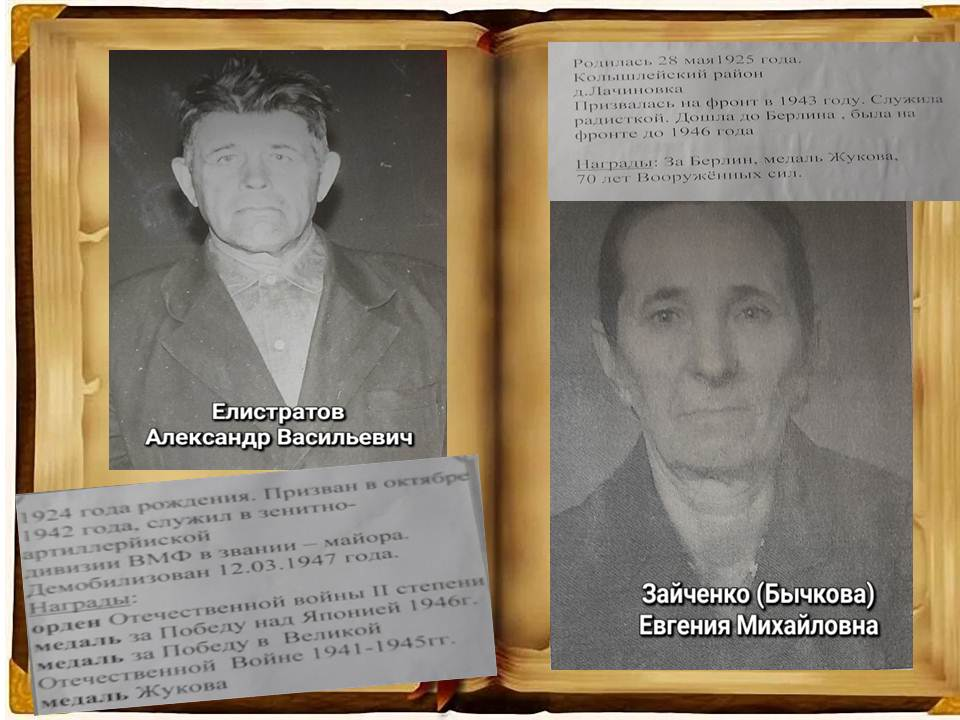 Елистратов
Александр Васильевич
1924 года рождения. Призван в октябре
1942 года, служил в зенитно-
артиллерйиской
дивизии ВМФ в звании – майора.
Демобилизован 12.03.1947 года.
Награды:
орден Отечественной войны II степени
медаль за Победу над Японией 1946г.
медаль за Победу в Великой
Отечественной Войне 1941-1945гг.
медаль Жукова
Родилась 28 мая1925 года.
Колышлейский район
д.Лачиновка
Призвалась на фронт в 1943 году. Служила
радисткой. Дошла до Берлина , была на
фронте до 1946 года
Награды: За Берлин, медаль Жукова,
70 лет Вооружённых сил.
Зайченко (Бычкова)
Евгения Михайловна